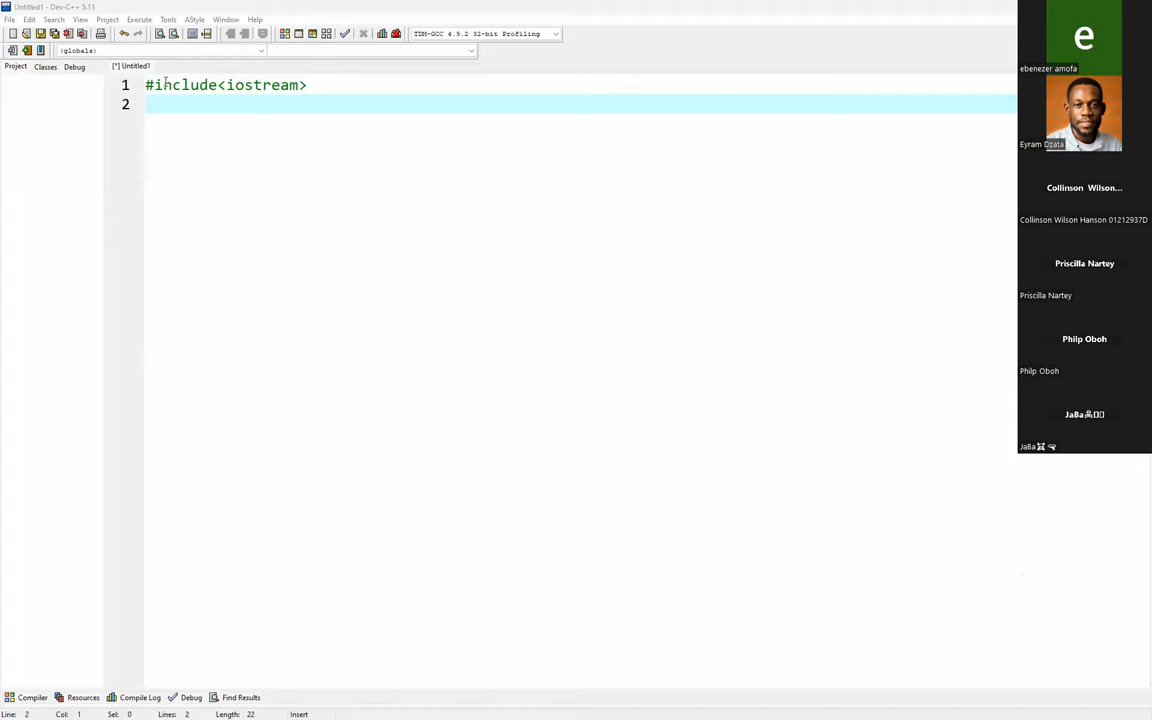 Untitled1 - Dev-C++ 5.11
File Edit Search View Project Execute Tools AStyle Window Help
TDM-GCC 4.9.2 32-bit Profiling
(globals)
Project Classes Debug
[*] Untitled1
1 #include<iostream>
2
Compiler Resources Compile Log Debug Find Results
Line: 2 Col: 1 Sel: 0 Lines: 2 Length: 22 Insert
e
ebenezer amofa
Eyram Dzata
Collinson Wilson...
Collinson Wilson Hanson 01212937D
Priscilla Nartey
Priscilla Nartey
Philp Oboh
Philp Oboh
JaBa
JaBa